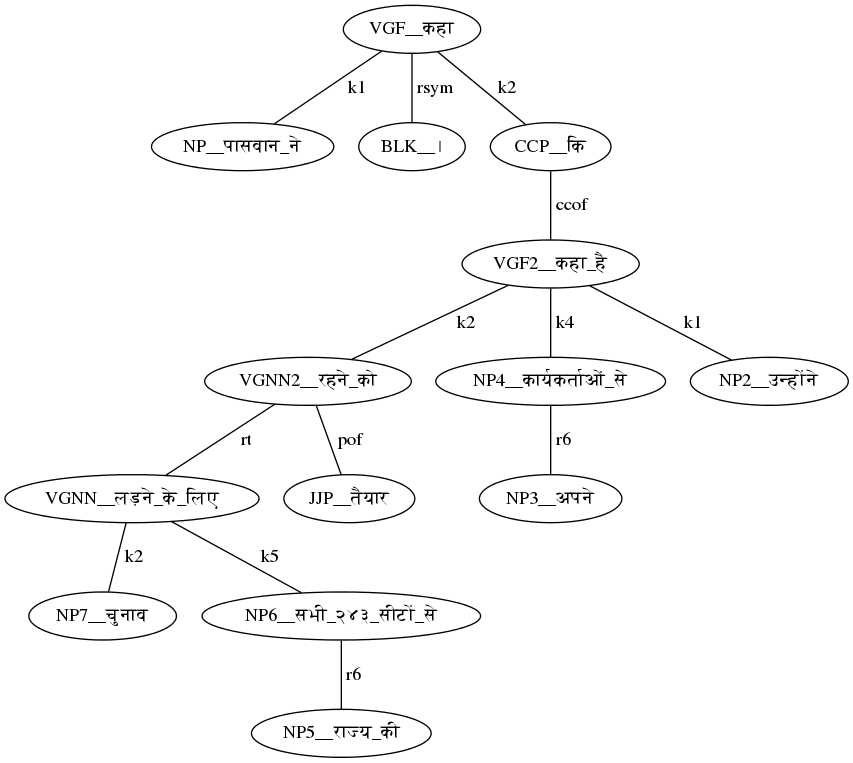 VGF__कहा
k1 rsym k2
NP__पासवान_ने BLK__। CCP__कि
ccof
VGF2__कहा_है
k2 k4 k1
VGNN2__रहने_को NP4__कार्यकर्ताओं_से NP2__उन्होंने
rt pof r6
VGNN__लड़ने_के_लिए JJP__तैयार NP3__अपने
k2 k5
NP7__चुनाव NP6__सभी_२४३_सीटों_से
r6
NP5__राज्य_की